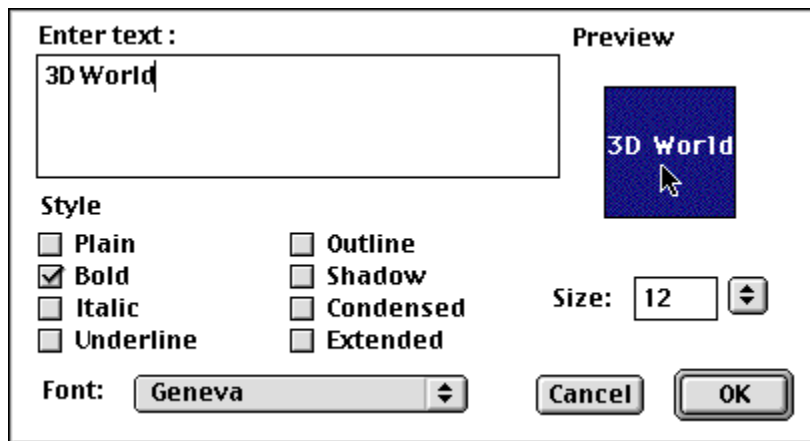 Enter text :
Preview
3D World
3D World
Style
Plain
Outline
Bold
Shadow
Italic
Condensed
Underline
Extended
Size: 12
Font: Geneva
Cancel
OK